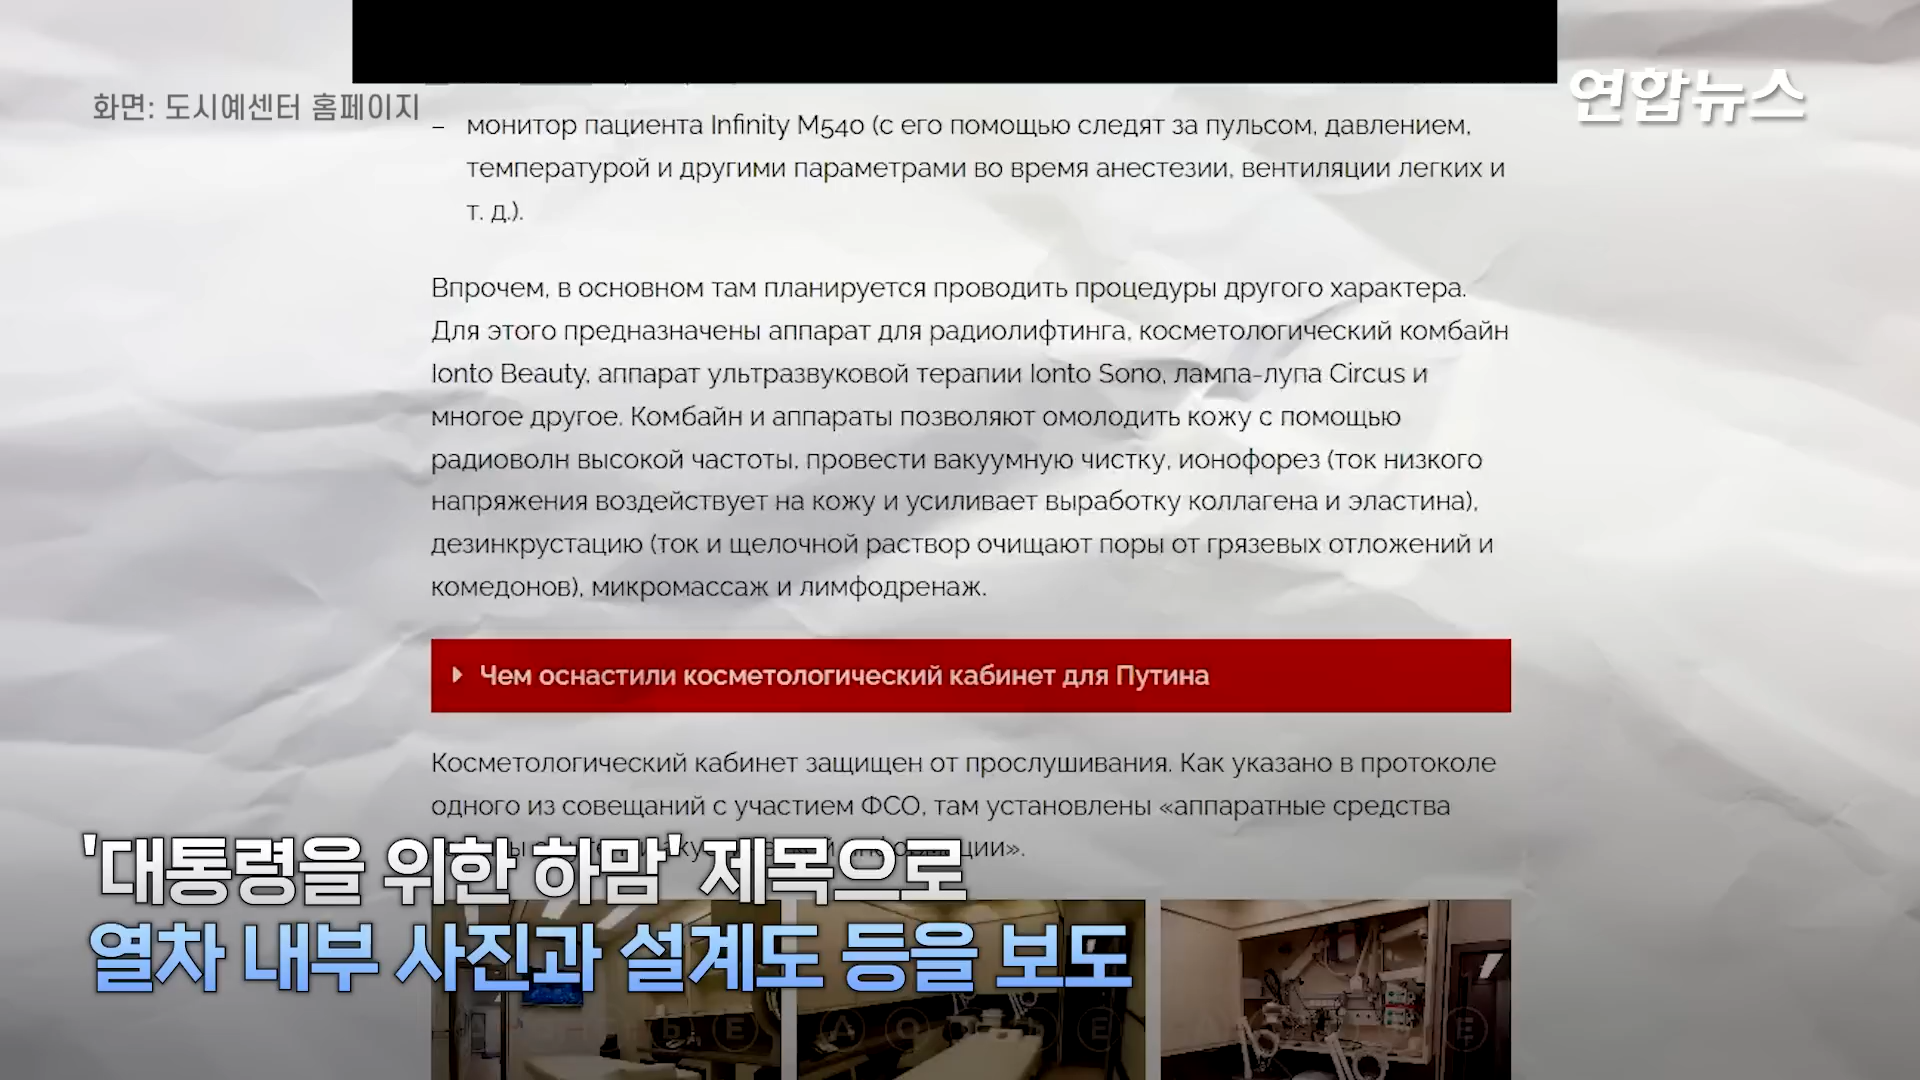 화면: 도시예센터 홈페이지
연합뉴스
– монитор пациента Infinity M540 (с его помощью следят за пульсом, давлением,
температурой и другими параметрами во время анестезии, вентиляции легких и
т. д.).
Впрочем, в основном там планируется проводить процедуры другого характера.
Для этого предназначены аппарат для радиолифтинга, косметологический комбайн
Ionto Beauty, аппарат ультразвуковой терапии Ionto Sono, лампа-лупа Circus и
многое другое. Комбайн и аппараты позволяют омолодить кожу с помощью
радиоволн высокой частоты, провести вакуумную чистку, ионофорез (ток низкого
напряжения воздействует на кожу и усиливает выработку коллагена и эластина),
дезинкрустацию (ток и щелочной раствор очищают поры от грязевых отложений и
комедонов), микромассаж и лимфодренаж.
Чем оснастили косметологический кабинет для Путина
Косметологический кабинет защищен от прослушивания. Как указано в протоколе
одного из совещаний с участием ФСО, там установлены «аппаратные средства
'대통령을 위한 하맘' 제목으로
열차 내부 사진과 설계도 등을 보도